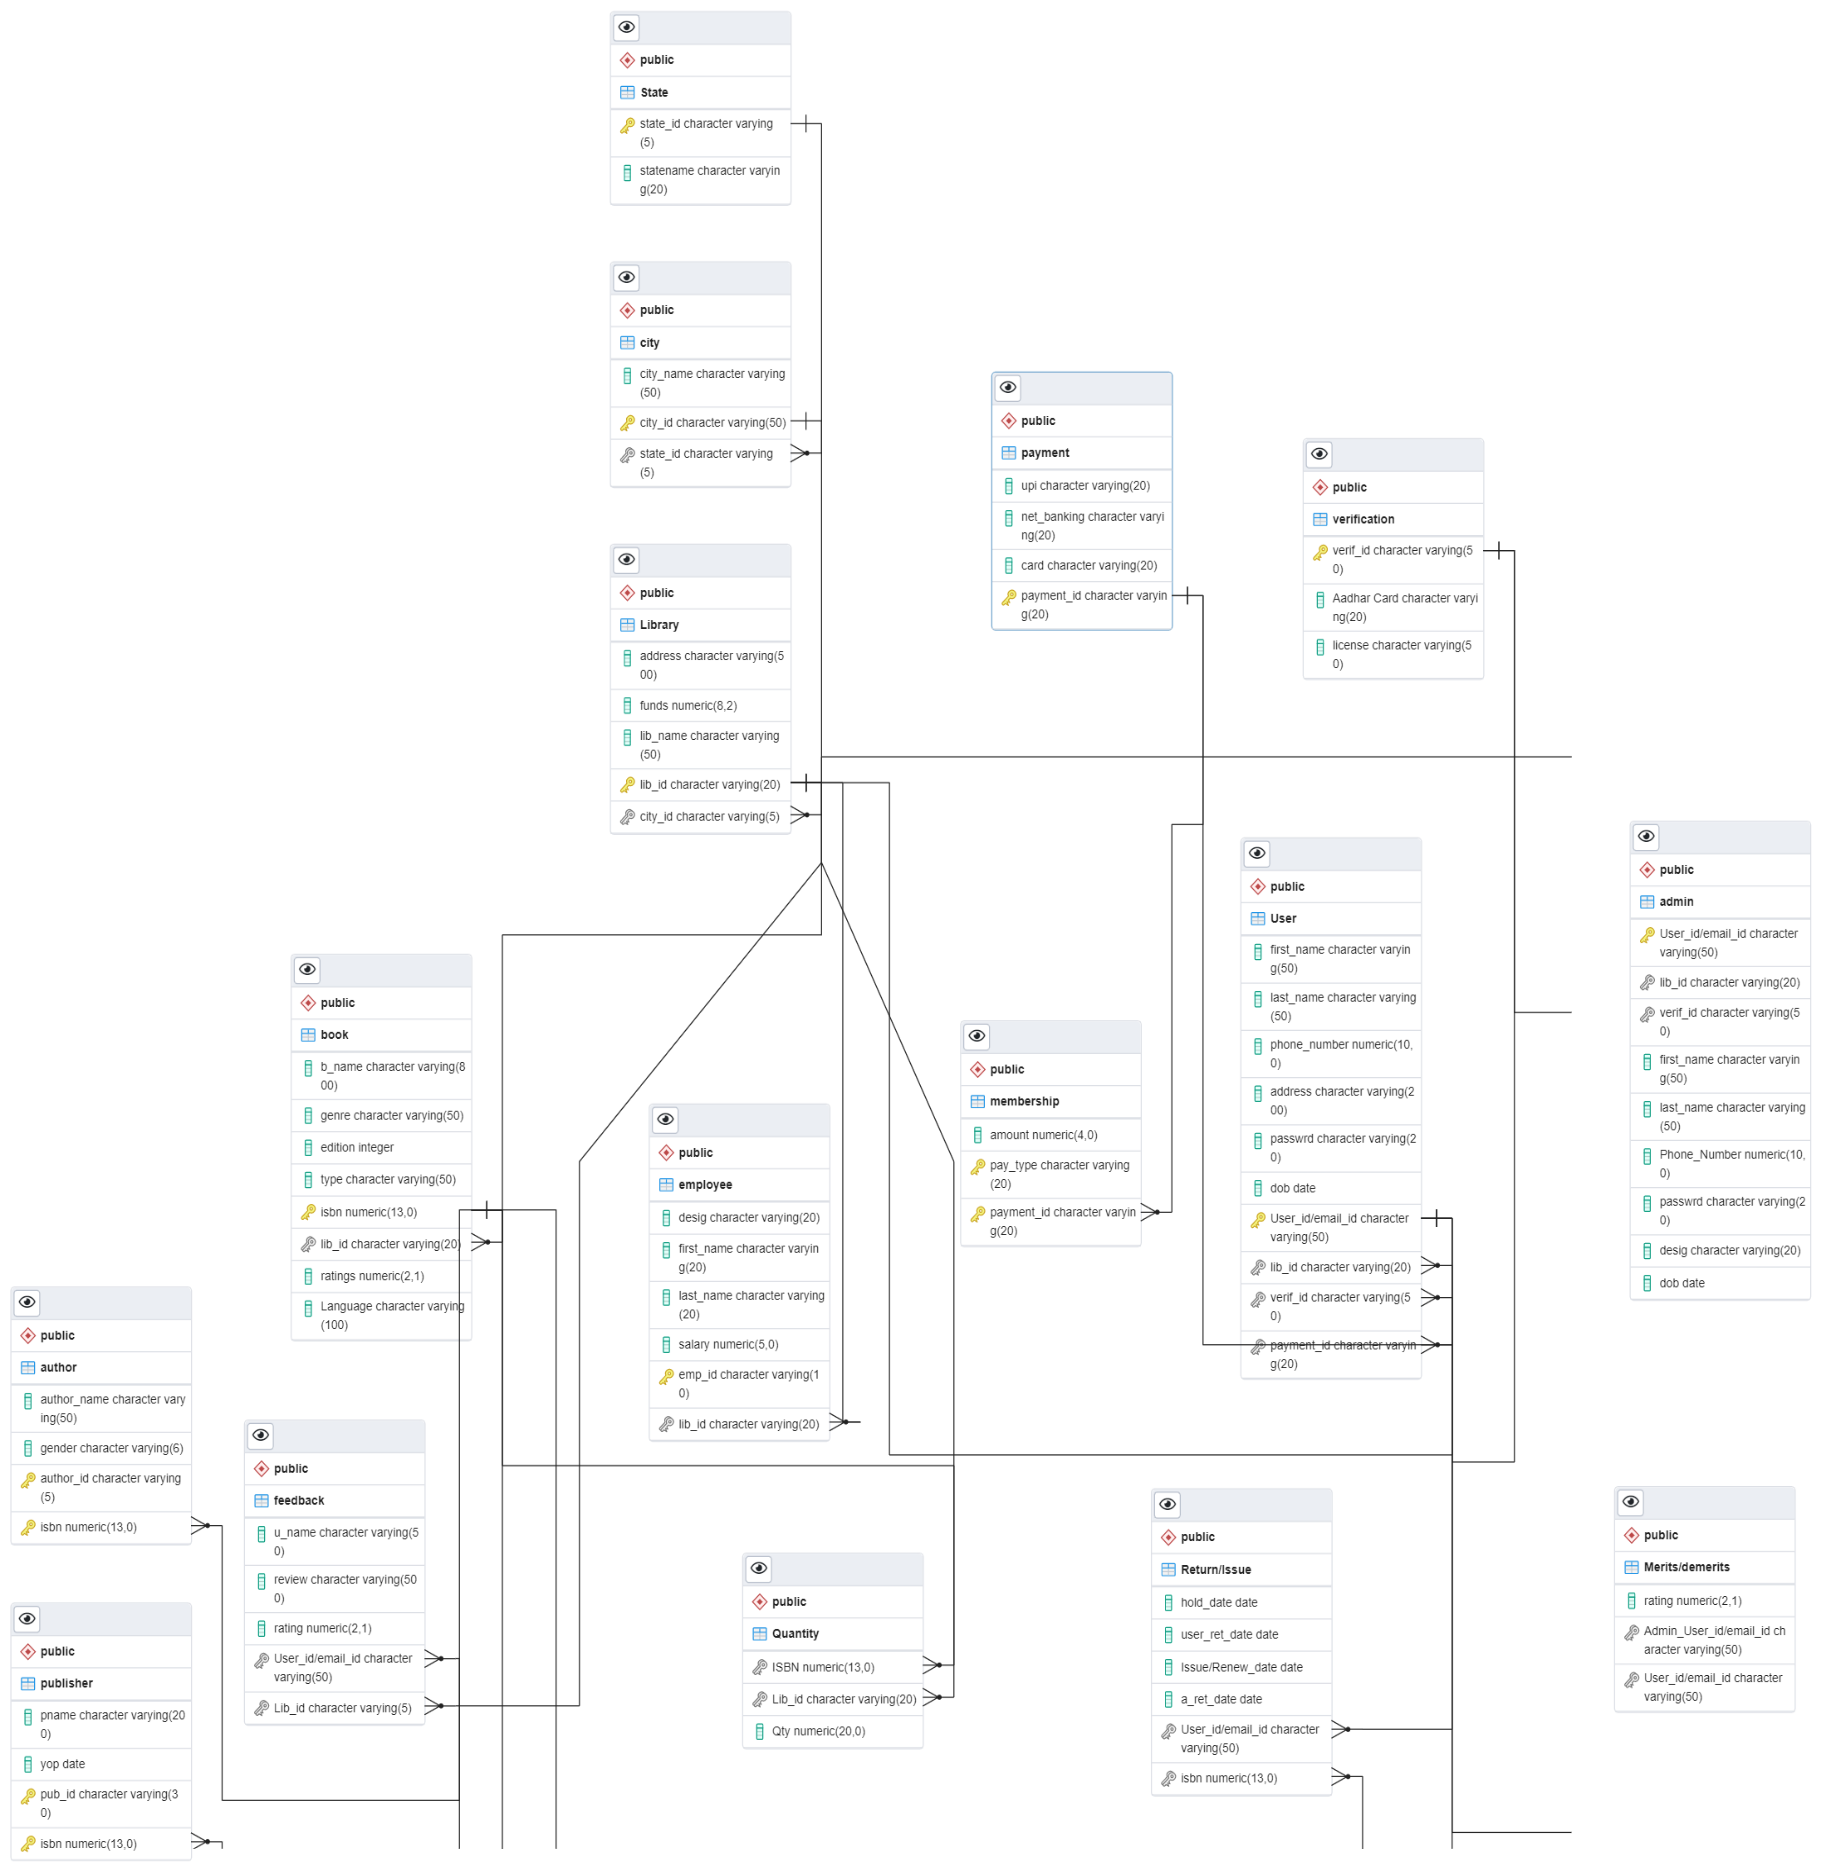 public
State
state_id character varying
(5)
statename character varyin
g(20)
public
city
city_name character varying
(50)
city_id character varying(50)
state_id character varying
(5)
public
Library
address character varying(5
00)
funds numeric(8,2)
lib_name character varying
(50)
lib_id character varying(20)
city_id character varying(5)
public
payment
upi character varying(20)
net_banking character varyi
ng(20)
card character varying(20)
payment_id character varyin
g(20)
public
verification
verif_id character varying(5
0)
Aadhar Card character varyi
ng(20)
license character varying(5
0)
public
User
first_name character varyin
g(50)
last_name character varying
(50)
phone_number numeric(10,
0)
address character varying(2
00)
passwrd character varying(2
0)
dob date
User_id/email_id character
varying(50)
lib_id character varying(20)
verif_id character varying(5
0)
payment_id character varyin
g(20)
public
admin
User_id/email_id character
varying(50)
lib_id character varying(20)
verif_id character varying(5
0)
first_name character varyin
g(50)
last_name character varying
(50)
Phone_Number numeric(10,
0)
passwrd character varying(2
0)
desig character varying(20)
dob date
public
book
b_name character varying(8
00)
genre character varying(50)
edition integer
type character varying(50)
isbn numeric(13,0)
lib_id character varying(20)
ratings numeric(2,1)
Language character varying
(100)
public
employee
desig character varying(20)
first_name character varyin
g(20)
last_name character varying
(20)
salary numeric(5,0)
emp_id character varying(1
0)
lib_id character varying(20)
public
membership
amount numeric(4,0)
pay_type character varying
(20)
payment_id character varyin
g(20)
public
author
author_name character vary
ing(50)
gender character varying(6)
author_id character varying
(5)
isbn numeric(13,0)
public
feedback
u_name character varying(5
0)
review character varying(50
0)
rating numeric(2,1)
User_id/email_id character
varying(50)
Lib_id character varying(5)
public
Quantity
ISBN numeric(13,0)
Lib_id character varying(20)
Qty numeric(20,0)
public
Return/Issue
hold_date date
user_ret_date date
Issue/Renew_date date
a_ret_date date
User_id/email_id character
varying(50)
isbn numeric(13,0)
public
Merits/demerits
rating numeric(2,1)
Admin_User_id/email_id ch
aracter varying(50)
User_id/email_id character
varying(50)
public
publisher
pname character varying(20
0)
yop date
pub_id character varying(3
0)
isbn numeric(13,0)